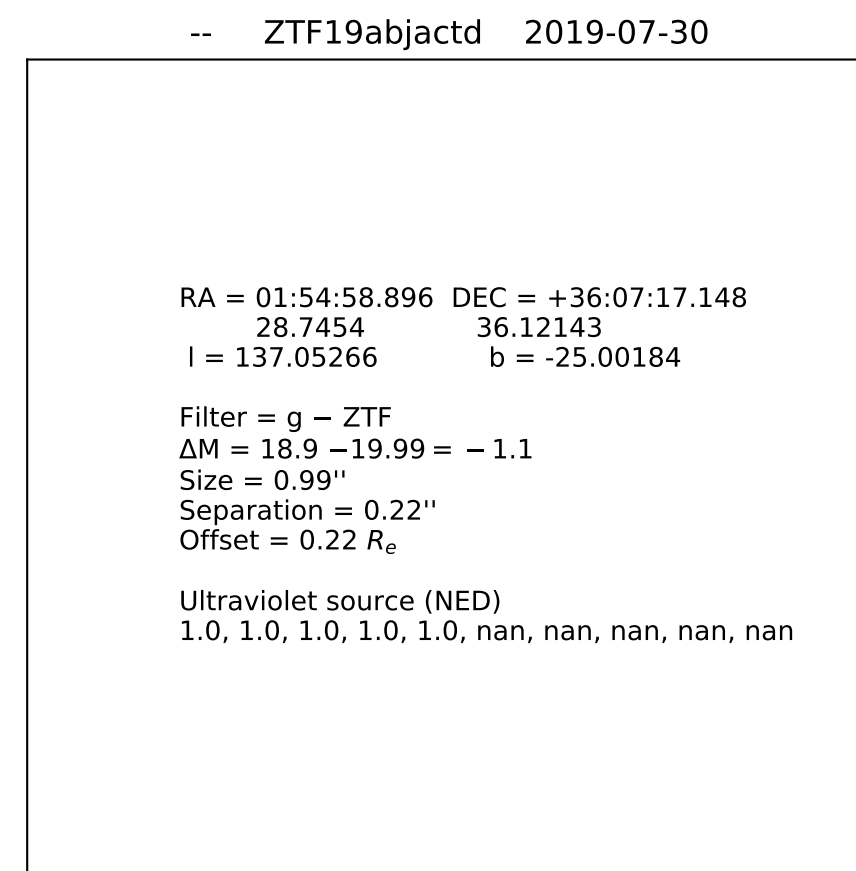 -- ZTF19abjactd 2019-07-30
RA = 01:54:58.896 DEC = +36:07:17.148
28.7454 36.12143
l = 137.05266 b = -25.00184
Filter = g − ZTF
ΔM = 18.9 −19.99 = − 1.1
Size = 0.99''
Separation = 0.22''
Offset = 0.22 Re
Ultraviolet source (NED)
1.0, 1.0, 1.0, 1.0, 1.0, nan, nan, nan, nan, nan